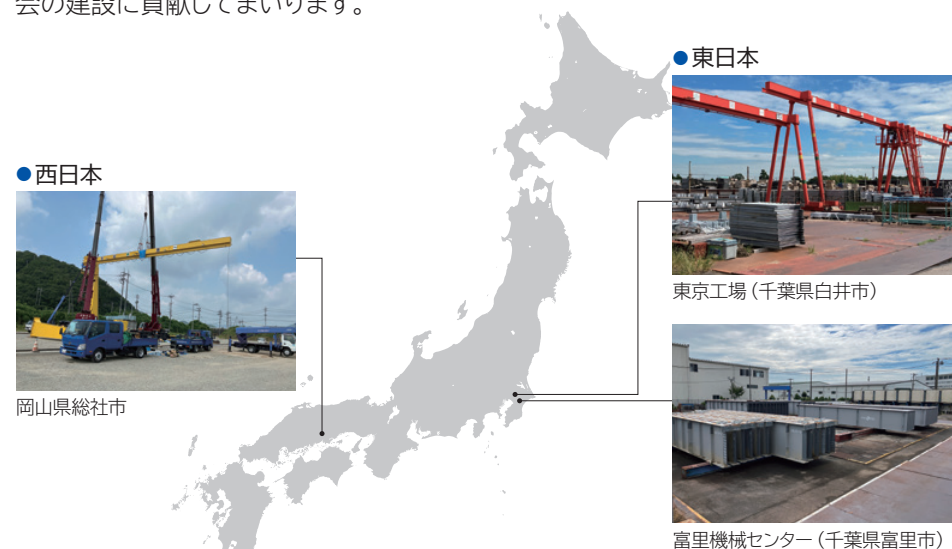 会の建設に貢献してまいります。
●東日本
●西日本
東京工場（千葉県白井市）
岡山県総社市
富里機械センター（千葉県富里市）